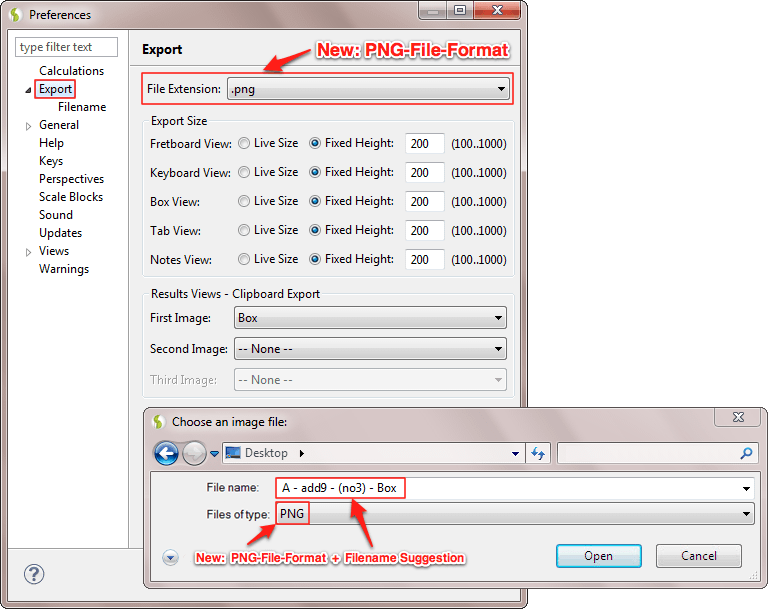 Preferences
type filter text
Calculations
Export
Filename
General
Help
Keys
Perspectives
Scale Blocks
Sound
Updates
Views
Warnings
Export
New: PNG-File-Format
File Extension: .png
Export Size
Fretboard View: Live Size Fixed Height: 200 (100..1000)
Keyboard View: Live Size Fixed Height: 200 (100..1000)
Box View: Live Size Fixed Height: 200 (100..1000)
Tab View: Live Size Fixed Height: 200 (100..1000)
Notes View: Live Size Fixed Height: 200 (100..1000)
Results Views - Clipboard Export
First Image: Box
Second Image: -- None --
Third Image: -- None --
Choose an image file:
Desktop
File name: A - add9 - (no3) - Box
Files of type: PNG
New: PNG-File-Format + Filename Suggestion
Open Cancel